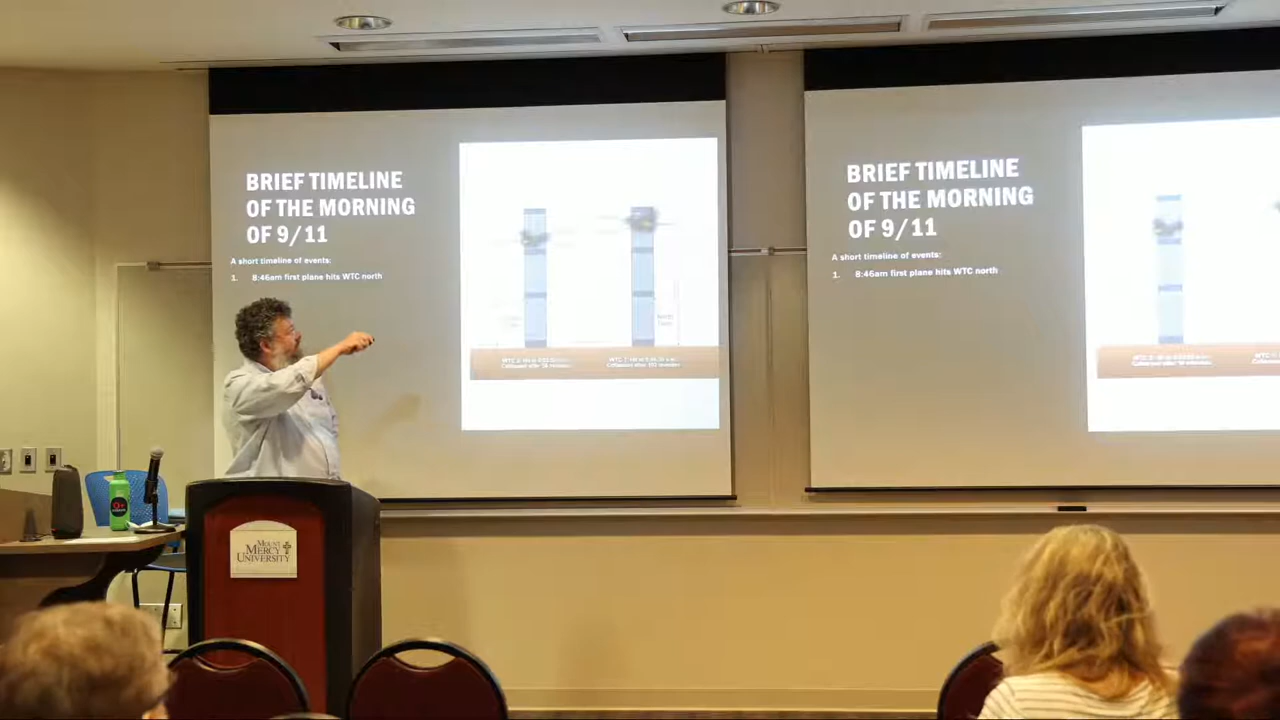 BRIEF TIMELINE
OF THE MORNING
OF 9/11
A short timeline of events:
1. 8:46am first plane hits WTC north
BRIEF TIMELINE
OF THE MORNING
OF 9/11
A short timeline of events:
1. 8:46am first plane hits WTC north
MOUNT
MERCY
UNIVERSITY